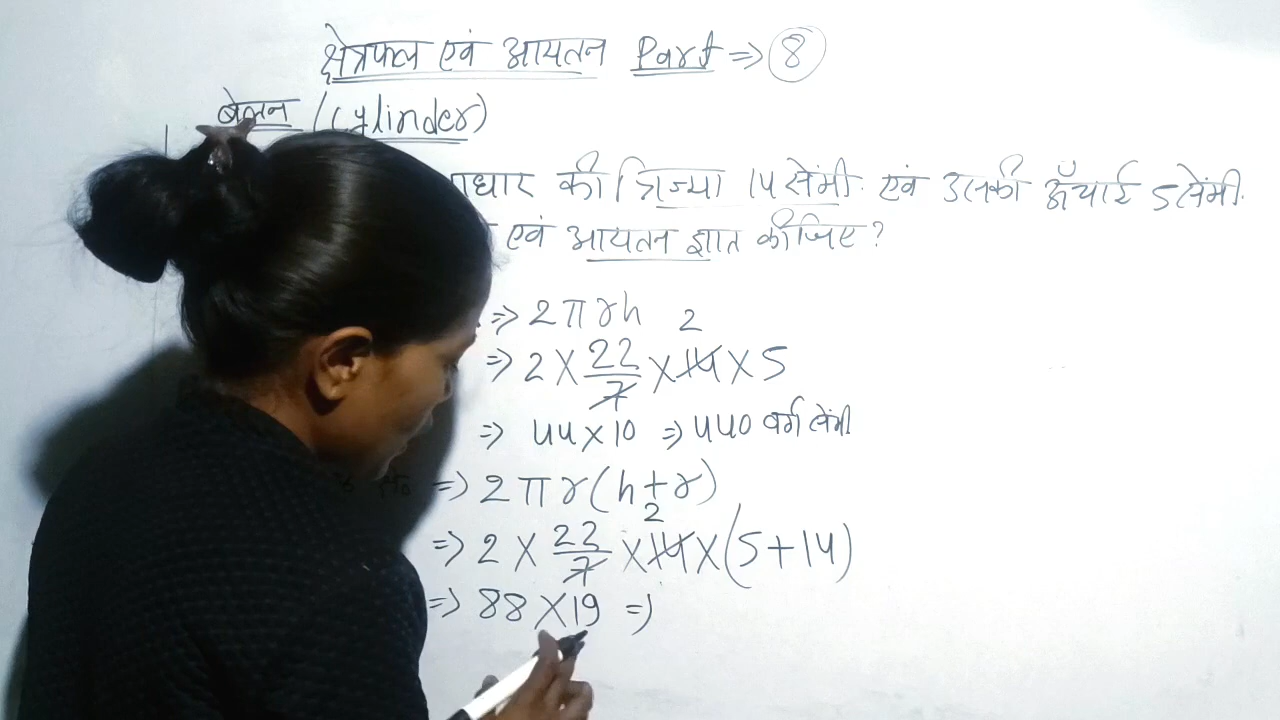 क्षेत्रफल एवं आयतन Part => 8
बेलन / (Cylinder)
की त्रिज्या 14 सेंमी. एवं उसकी ऊँचाई 5 सेंमी.
एवं आयतन ज्ञात कीजिए ?
=> 2πrh
=> 2 × 22/7 × 14 × 5 2
=> 44 × 10 => 440 वर्ग सेंमी
=> 2πr(h+r)
=> 2 × 22/7 × 14 × (5+14) 2
=> 88 × 19 =>